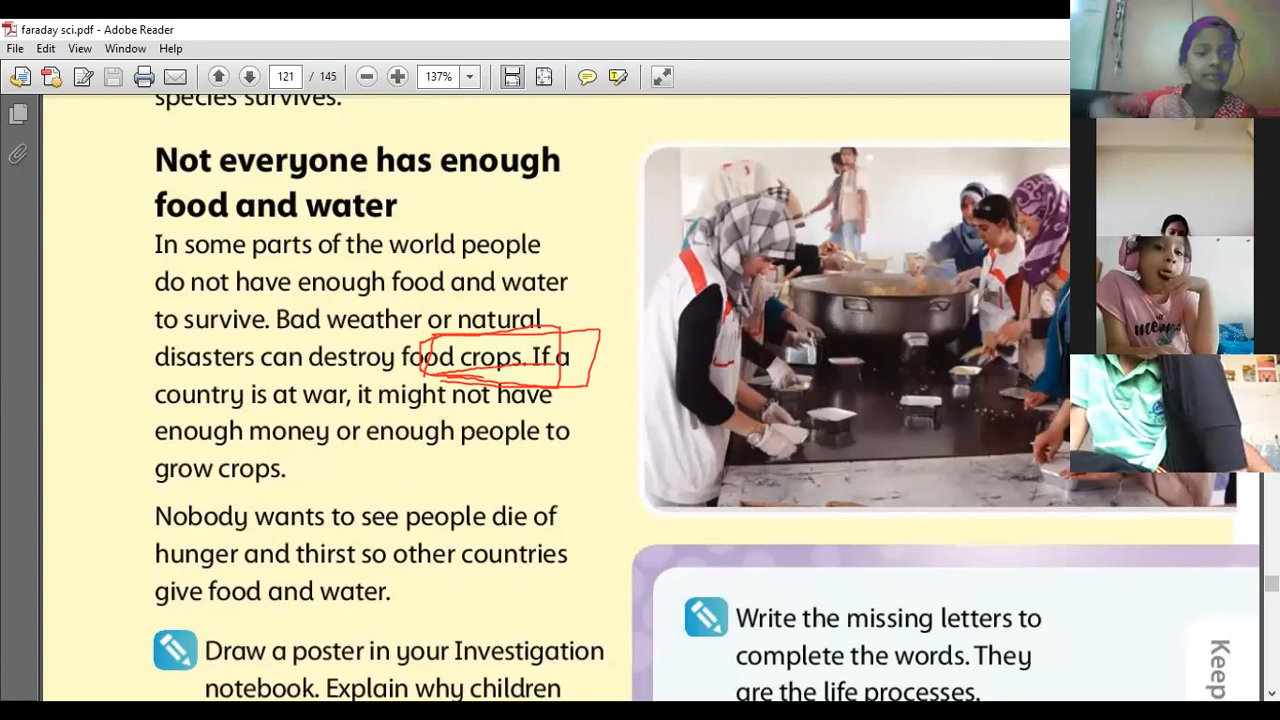 faraday sci.pdf - Adobe Reader
File Edit View Window Help
121 / 145 137%
species survives.
Not everyone has enough
food and water
In some parts of the world people
do not have enough food and water
to survive. Bad weather or natural
disasters can destroy food crops. If a
country is at war, it might not have
enough money or enough people to
grow crops.
Nobody wants to see people die of
hunger and thirst so other countries
give food and water.
Draw a poster in your Investigation
notebook. Explain why children
Write the missing letters to
complete the words. They
are the life processes.
Keep